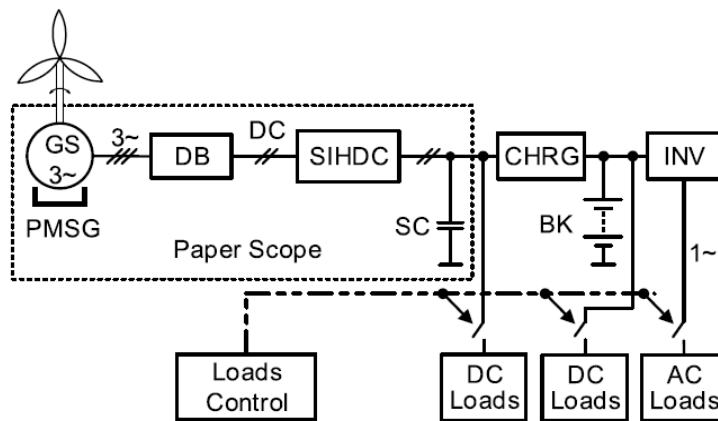 GS
3~
PMSG
3~
DB
DC
SIHDC
SC
Paper Scope
CHRG
BK
INV
1~
Loads
Control
DC
Loads
DC
Loads
AC
Loads